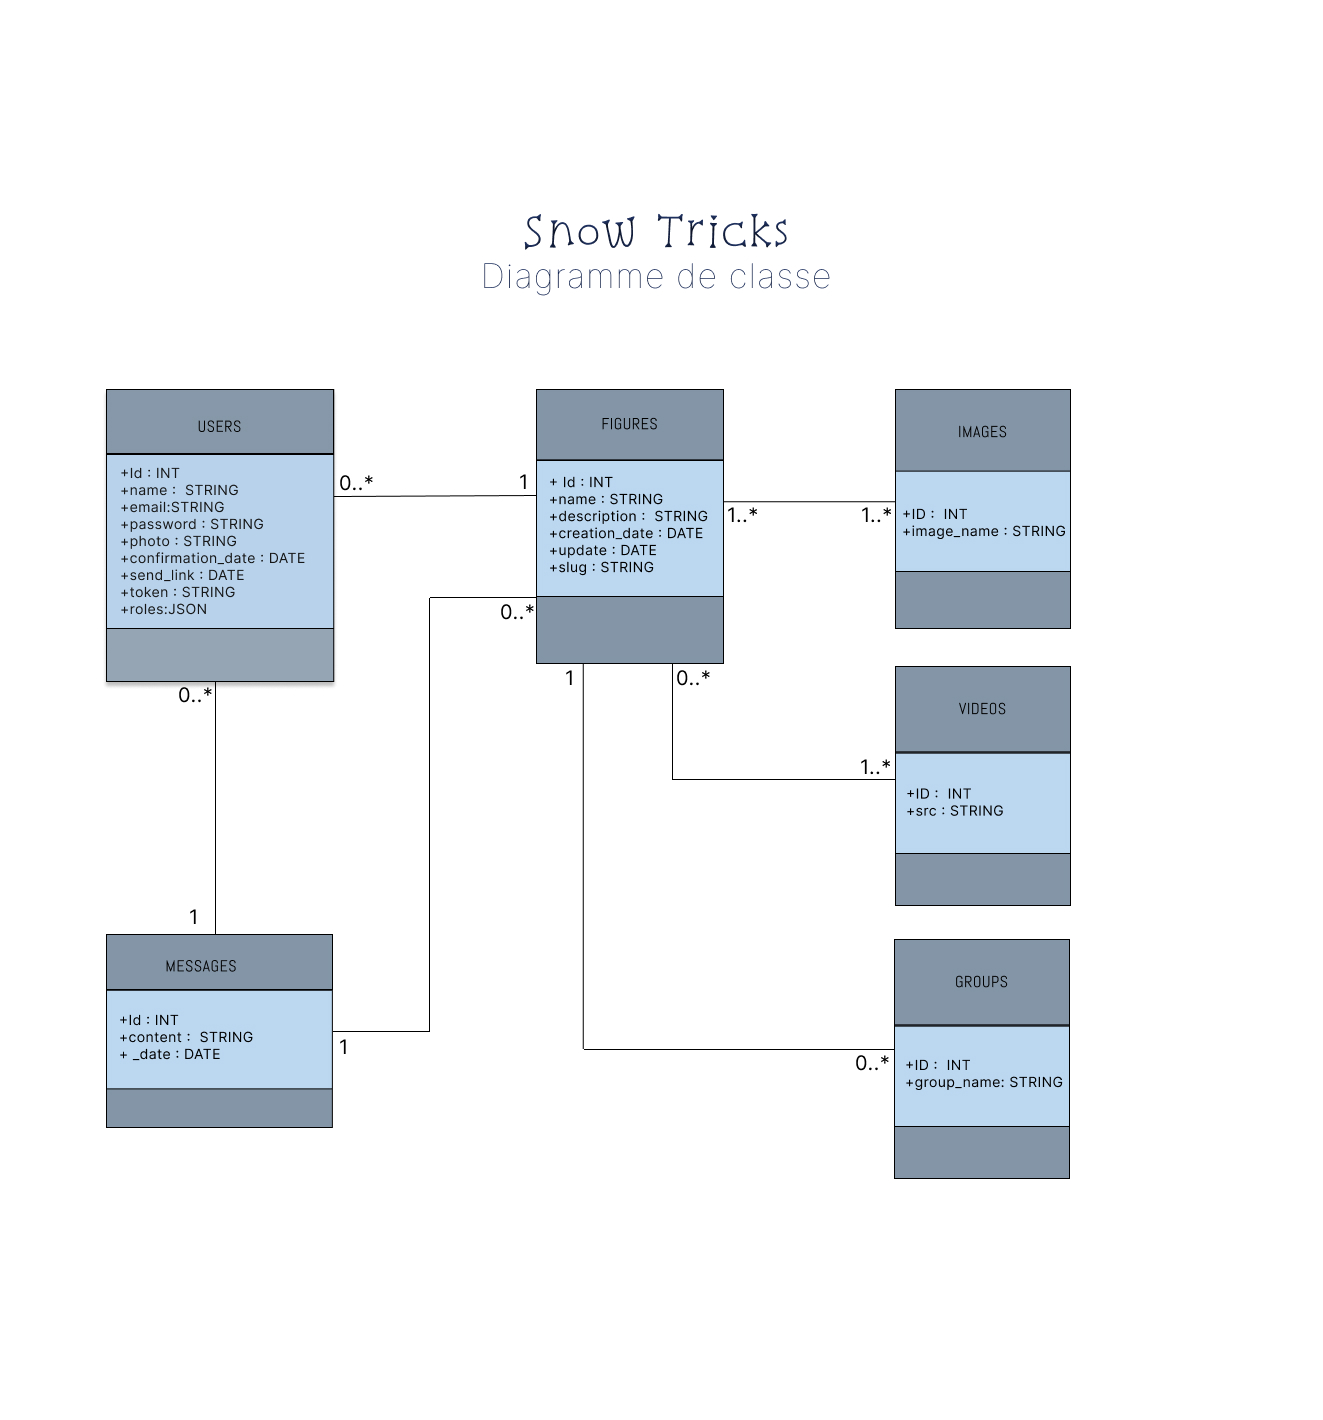 Snow Tricks
Diagramme de classe
USERS
+Id : INT
+name :  STRING
+email:STRING
+password : STRING
+photo : STRING
+confirmation_date : DATE
+send_link : DATE
+token : STRING
+roles:JSON
0..*
1
FIGURES
+ Id : INT
+name : STRING
+description :  STRING
+creation_date : DATE
+update : DATE
+slug : STRING
1..*
1..*
IMAGES
+ID :  INT
+image_name : STRING
0..*
0..*
1
0..*
VIDEOS
1..*
+ID :  INT
+src : STRING
1
MESSAGES
+Id : INT
+content :  STRING
+ _date : DATE
1
GROUPS
0..*
+ID :  INT
+group_name: STRING